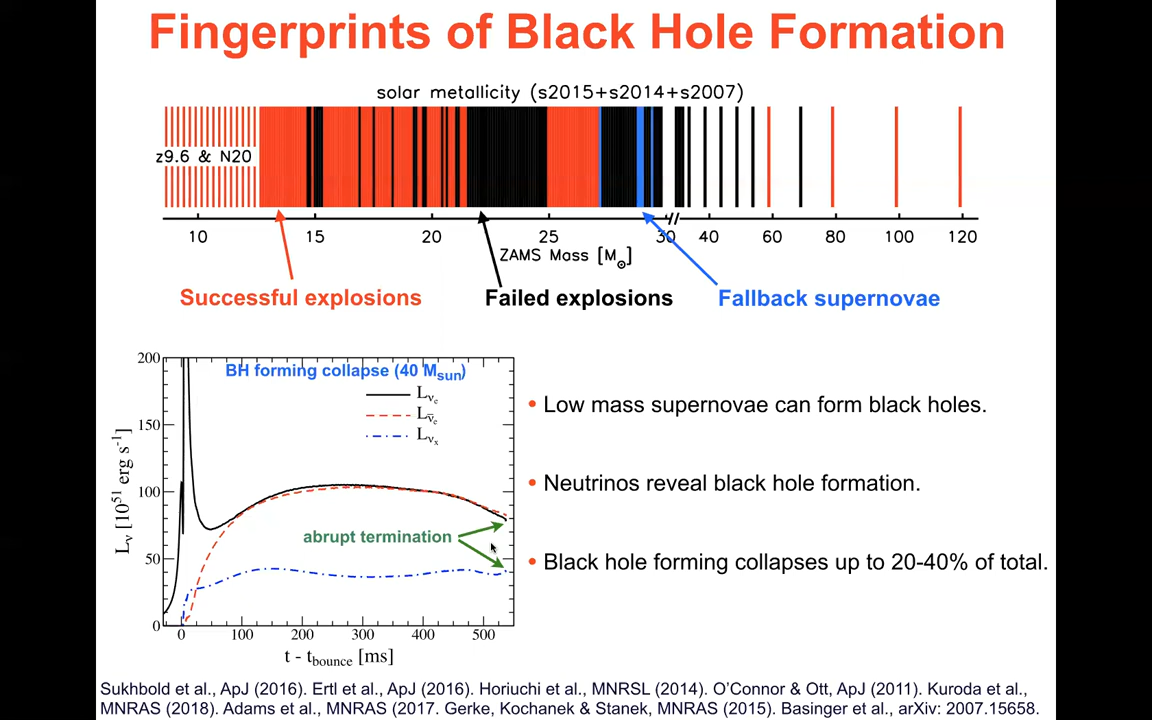 Fingerprints of Black Hole Formation
solar metallicity (s2015+s2014+s2007)
z9.6 & N20
10 15 20 25 30 40 60 80 100 120
ZAMS Mass [M⊙]
Successful explosions
Failed explosions
Fallback supernovae
BH forming collapse (40 Msun)
200
150
100
50
0
Lν [10^51 erg s^-1]
Lνe
Lν̄e
Lνx
abrupt termination
0 100 200 300 400 500
t - tbounce [ms]
• Low mass supernovae can form black holes.
• Neutrinos reveal black hole formation.
• Black hole forming collapses up to 20-40% of total.
Sukhbold et al., ApJ (2016). Ertl et al., ApJ (2016). Horiuchi et al., MNRSL (2014). O'Connor & Ott, ApJ (2011). Kuroda et al.,
MNRAS (2018). Adams et al., MNRAS (2017. Gerke, Kochanek & Stanek, MNRAS (2015). Basinger et al., arXiv: 2007.15658.